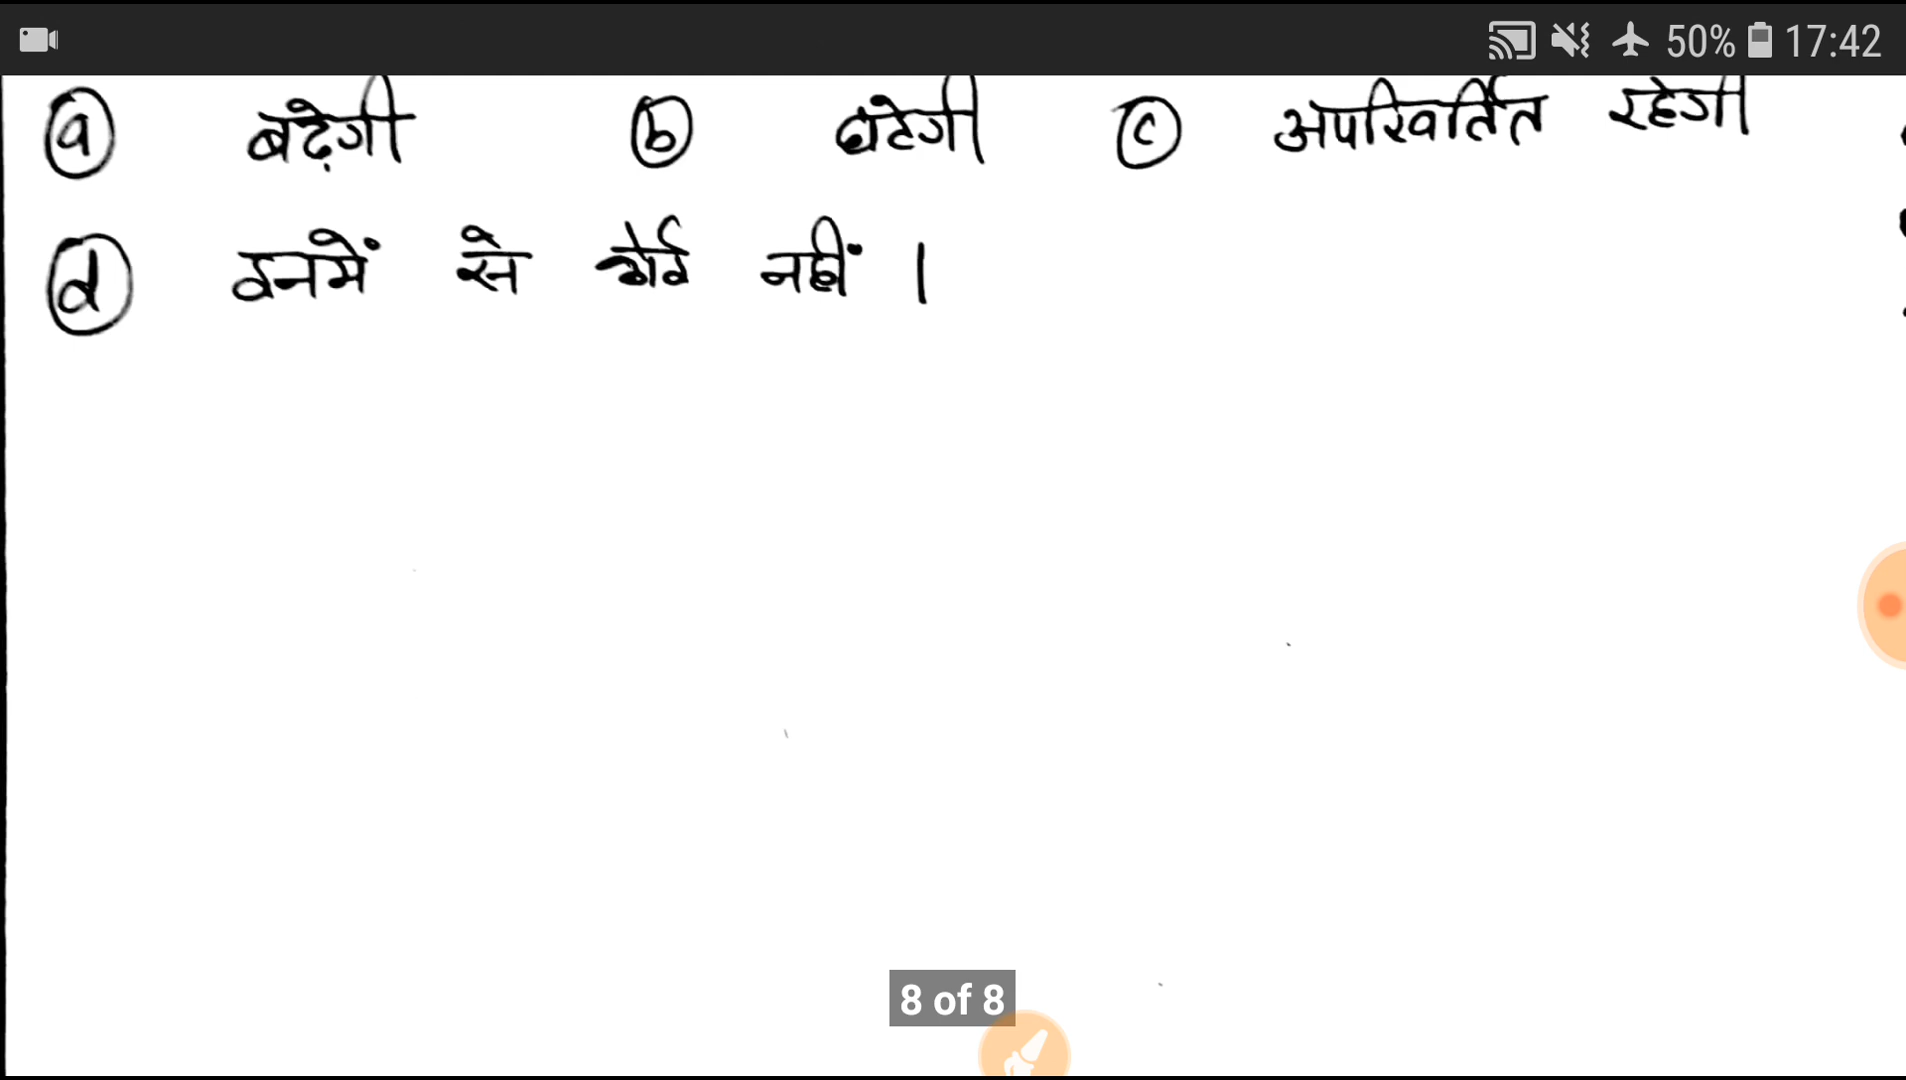 50% 17:42
ⓐ बढ़ेगी ⓑ घटेगी ⓒ अपरिवर्तित रहेगी
ⓓ इनमें से कोई नहीं ।
8 of 8